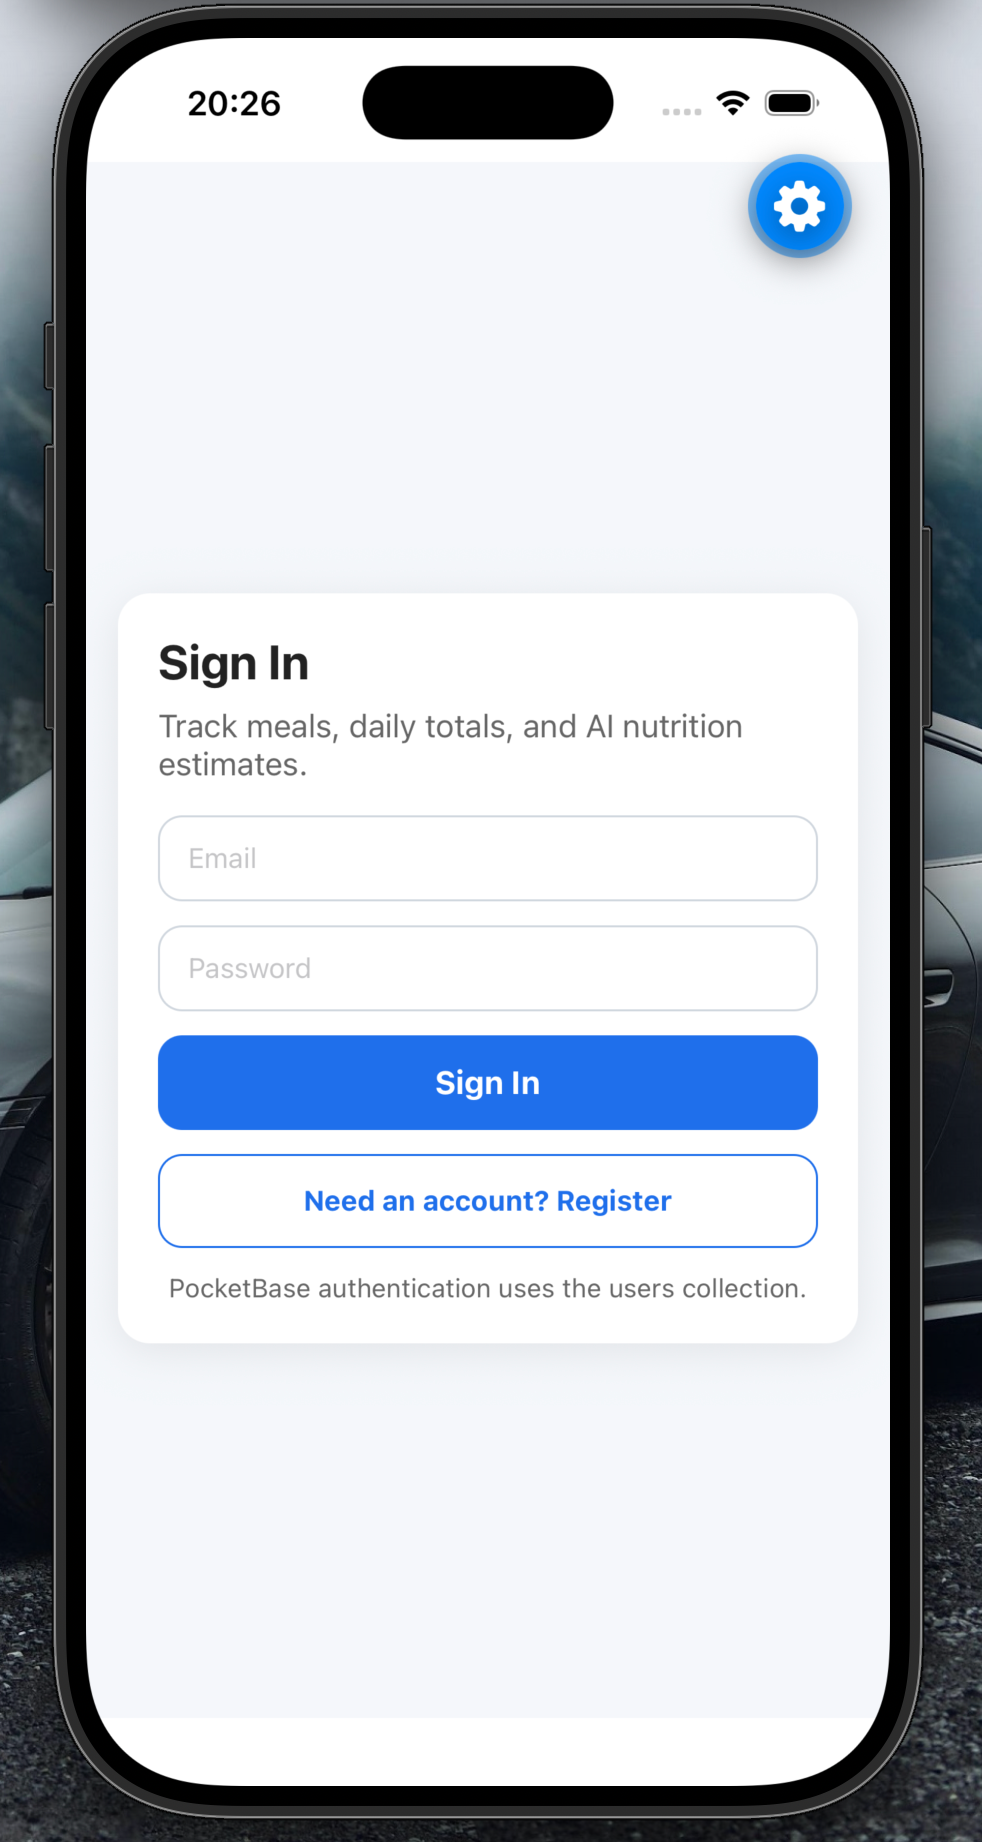 20:26
Sign In
Track meals, daily totals, and AI nutrition
estimates.
Email
Password
Sign In
Need an account? Register
PocketBase authentication uses the users collection.